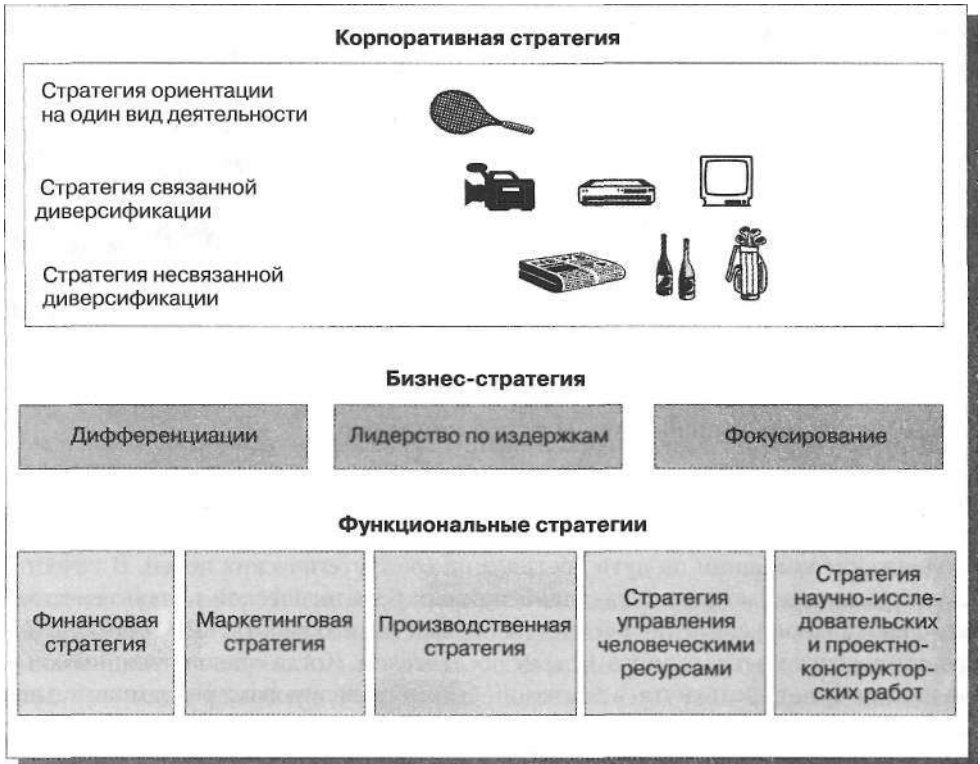 Корпоративная стратегия
Стратегия ориентации
на один вид деятельности
Стратегия связанной
диверсификации
Стратегия несвязанной
диверсификации
Бизнес-стратегия
Дифференциации
Лидерство по издержкам
Фокусирование
Функциональные стратегии
Финансовая
стратегия
Маркетинговая
стратегия
Производственная
стратегия
Стратегия
управления
человеческими
ресурсами
Стратегия
научно-иссле-
довательских
и проектно-
конструктор-
ских работ